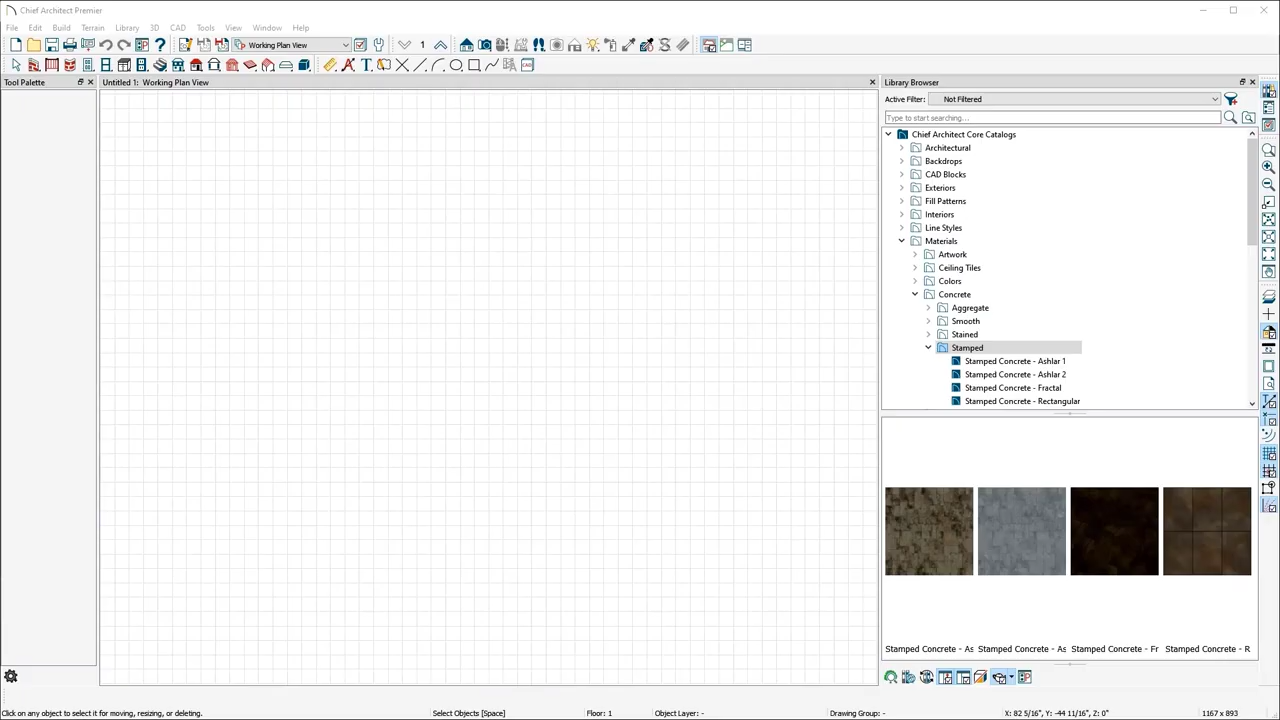 Chief Architect Premier
File Edit Build Terrain Library 3D CAD Tools View Window Help
Working Plan View 1
Tool Palette
Untitled 1: Working Plan View
Library Browser
Active Filter: Not Filtered
Type to start searching...
Chief Architect Core Catalogs
Architectural
Backdrops
CAD Blocks
Exteriors
Fill Patterns
Interiors
Line Styles
Materials
Artwork
Ceiling Tiles
Colors
Concrete
Aggregate
Smooth
Stained
Stamped
Stamped Concrete - Ashlar 1
Stamped Concrete - Ashlar 2
Stamped Concrete - Fractal
Stamped Concrete - Rectangular
Stamped Concrete - As Stamped Concrete - As Stamped Concrete - Fr Stamped Concrete - R
Click on any object to select it for moving, resizing, or deleting. Select Objects [Space] Floor: 1 Object Layer: - Drawing Group: - X: 82 5/16", Y: -44 11/16", Z: 0" 1167 x 893